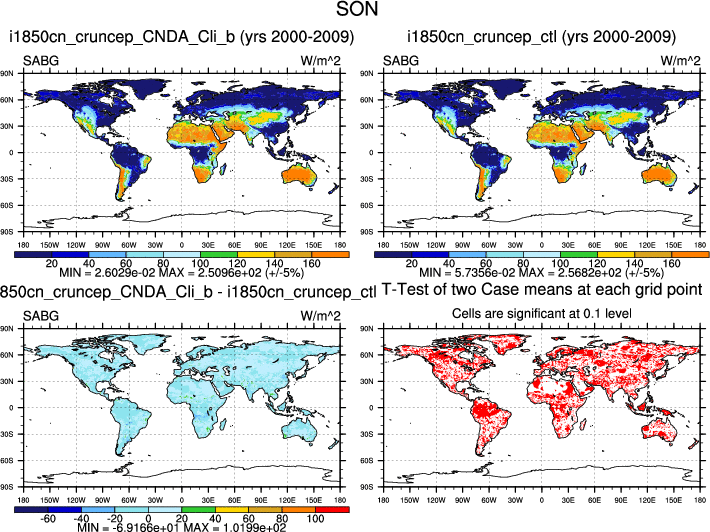 SON
i1850cn_cruncep_CNDA_Cli_b (yrs 2000-2009)
SABG W/m^2
90N
60N
30N
0
30S
60S
90S
180 150W 120W 90W 60W 30W 0 30E 60E 90E 120E 150E 180
20 40 60 80 100 120 140 160
MIN = 2.6029e-02 MAX = 2.5096e+02 (+/-5%)
i1850cn_cruncep_ctl (yrs 2000-2009)
SABG W/m^2
90N
60N
30N
0
30S
60S
90S
180 150W 120W 90W 60W 30W 0 30E 60E 90E 120E 150E 180
20 40 60 80 100 120 140 160
MIN = 5.7356e-02 MAX = 2.5682e+02 (+/-5%)
850cn_cruncep_CNDA_Cli_b - i1850cn_cruncep_ctl
SABG W/m^2
90N
60N
30N
0
30S
60S
90S
180 150W 120W 90W 60W 30W 0 30E 60E 90E 120E 150E 180
-60 -40 -20 0 20 40 60 80 100
MIN = -6.9166e+01 MAX = 1.0199e+02
T-Test of two Case means at each grid point
Cells are significant at 0.1 level
90N
60N
30N
0
30S
60S
90S
180 150W 120W 90W 60W 30W 0 30E 60E 90E 120E 150E 180